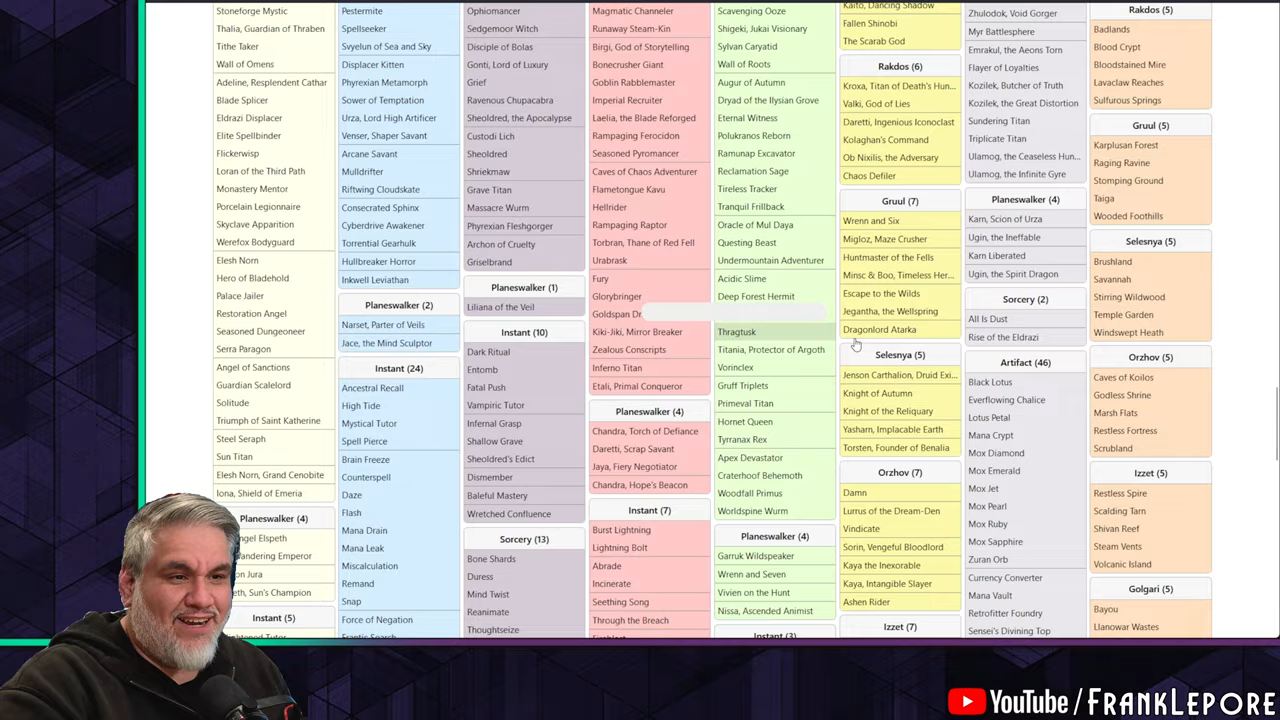 Stoneforge Mystic
Thalia, Guardian of Thraben
Tithe Taker
Wall of Omens
Adeline, Resplendent Cathar
Blade Splicer
Eldrazi Displacer
Elite Spellbinder
Flickerwisp
Loran of the Third Path
Monastery Mentor
Porcelain Legionnaire
Skyclave Apparition
Werefox Bodyguard
Elesh Norn
Hero of Bladehold
Palace Jailer
Restoration Angel
Seasoned Dungeoneer
Serra Paragon
Angel of Sanctions
Guardian Scalelord
Solitude
Triumph of Saint Katherine
Steel Seraph
Sun Titan
Elesh Norn, Grand Cenobite
Iona, Shield of Emeria
Planeswalker (4)
ngel Elspeth
andering Emperor
on Jura
eth, Sun's Champion
Instant (5)
Tutor
Pestermite
Spellseeker
Svyelun of Sea and Sky
Displacer Kitten
Phyrexian Metamorph
Sower of Temptation
Urza, Lord High Artificer
Venser, Shaper Savant
Arcane Savant
Mulldrifter
Riftwing Cloudskate
Consecrated Sphinx
Cyberdrive Awakener
Torrential Gearhulk
Hullbreaker Horror
Inkwell Leviathan
Planeswalker (2)
Narset, Parter of Veils
Jace, the Mind Sculptor
Instant (24)
Ancestral Recall
High Tide
Mystical Tutor
Spell Pierce
Brain Freeze
Counterspell
Daze
Flash
Mana Drain
Mana Leak
Miscalculation
Remand
Snap
Force of Negation
Frantic Search
Ophiomancer
Sedgemoor Witch
Disciple of Bolas
Gonti, Lord of Luxury
Grief
Ravenous Chupacabra
Sheoldred, the Apocalypse
Custodi Lich
Sheoldred
Shriekmaw
Grave Titan
Massacre Wurm
Phyrexian Fleshgorger
Archon of Cruelty
Griselbrand
Planeswalker (1)
Liliana of the Veil
Instant (10)
Dark Ritual
Entomb
Fatal Push
Vampiric Tutor
Infernal Grasp
Shallow Grave
Sheoldred's Edict
Dismember
Baleful Mastery
Wretched Confluence
Sorcery (13)
Bone Shards
Duress
Mind Twist
Reanimate
Thoughtseize
Magmatic Channeler
Runaway Steam-Kin
Birgi, God of Storytelling
Bonecrusher Giant
Goblin Rabblemaster
Imperial Recruiter
Laelia, the Blade Reforged
Rampaging Ferocidon
Seasoned Pyromancer
Caves of Chaos Adventurer
Flametongue Kavu
Hellrider
Rampaging Raptor
Torbran, Thane of Red Fell
Urabrask
Fury
Glorybringer
Goldspan Dr
Kiki-Jiki, Mirror Breaker
Zealous Conscripts
Inferno Titan
Etali, Primal Conqueror
Planeswalker (4)
Chandra, Torch of Defiance
Daretti, Scrap Savant
Jaya, Fiery Negotiator
Chandra, Hope's Beacon
Instant (7)
Burst Lightning
Lightning Bolt
Abrade
Incinerate
Seething Song
Through the Breach
Fireblast
Scavenging Ooze
Shigeki, Jukai Visionary
Sylvan Caryatid
Wall of Roots
Augur of Autumn
Dryad of the Ilysian Grove
Eternal Witness
Polukranos Reborn
Ramunap Excavator
Reclamation Sage
Tireless Tracker
Tranquil Frillback
Oracle of Mul Daya
Questing Beast
Undermountain Adventurer
Acidic Slime
Deep Forest Hermit
Thragtusk
Titania, Protector of Argoth
Vorinclex
Gruff Triplets
Primeval Titan
Hornet Queen
Tyrranax Rex
Apex Devastator
Craterhoof Behemoth
Woodfall Primus
Worldspine Wurm
Planeswalker (4)
Garruk Wildspeaker
Wrenn and Seven
Vivien on the Hunt
Nissa, Ascended Animist
Instant (3)
Kaito, Dancing Shadow
Fallen Shinobi
The Scarab God
Rakdos (6)
Kroxa, Titan of Death's Hun...
Valki, God of Lies
Daretti, Ingenious Iconoclast
Kolaghan's Command
Ob Nixilis, the Adversary
Chaos Defiler
Gruul (7)
Wrenn and Six
Migloz, Maze Crusher
Huntmaster of the Fells
Minsc & Boo, Timeless Her...
Escape to the Wilds
Jegantha, the Wellspring
Dragonlord Atarka
Selesnya (5)
Jenson Carthalion, Druid Exi...
Knight of Autumn
Knight of the Reliquary
Yasharn, Implacable Earth
Torsten, Founder of Benalia
Orzhov (7)
Damn
Lurrus of the Dream-Den
Vindicate
Sorin, Vengeful Bloodlord
Kaya the Inexorable
Kaya, Intangible Slayer
Ashen Rider
Izzet (7)
Zhulodok, Void Gorger
Myr Battlesphere
Emrakul, the Aeons Torn
Flayer of Loyalties
Kozilek, Butcher of Truth
Kozilek, the Great Distortion
Sundering Titan
Triplicate Titan
Ulamog, the Ceaseless Hun...
Ulamog, the Infinite Gyre
Planeswalker (4)
Karn, Scion of Urza
Ugin, the Ineffable
Karn Liberated
Ugin, the Spirit Dragon
Sorcery (2)
All Is Dust
Rise of the Eldrazi
Artifact (46)
Black Lotus
Everflowing Chalice
Lotus Petal
Mana Crypt
Mox Diamond
Mox Emerald
Mox Jet
Mox Pearl
Mox Ruby
Mox Sapphire
Zuran Orb
Currency Converter
Mana Vault
Retrofitter Foundry
Sensei's Divining Top
Rakdos (5)
Badlands
Blood Crypt
Bloodstained Mire
Lavaclaw Reaches
Sulfurous Springs
Gruul (5)
Karplusan Forest
Raging Ravine
Stomping Ground
Taiga
Wooded Foothills
Selesnya (5)
Brushland
Savannah
Stirring Wildwood
Temple Garden
Windswept Heath
Orzhov (5)
Caves of Koilos
Godless Shrine
Marsh Flats
Restless Fortress
Scrubland
Izzet (5)
Restless Spire
Scalding Tarn
Shivan Reef
Steam Vents
Volcanic Island
Golgari (5)
Bayou
Llanowar Wastes
YouTube/FRANKLEPORE